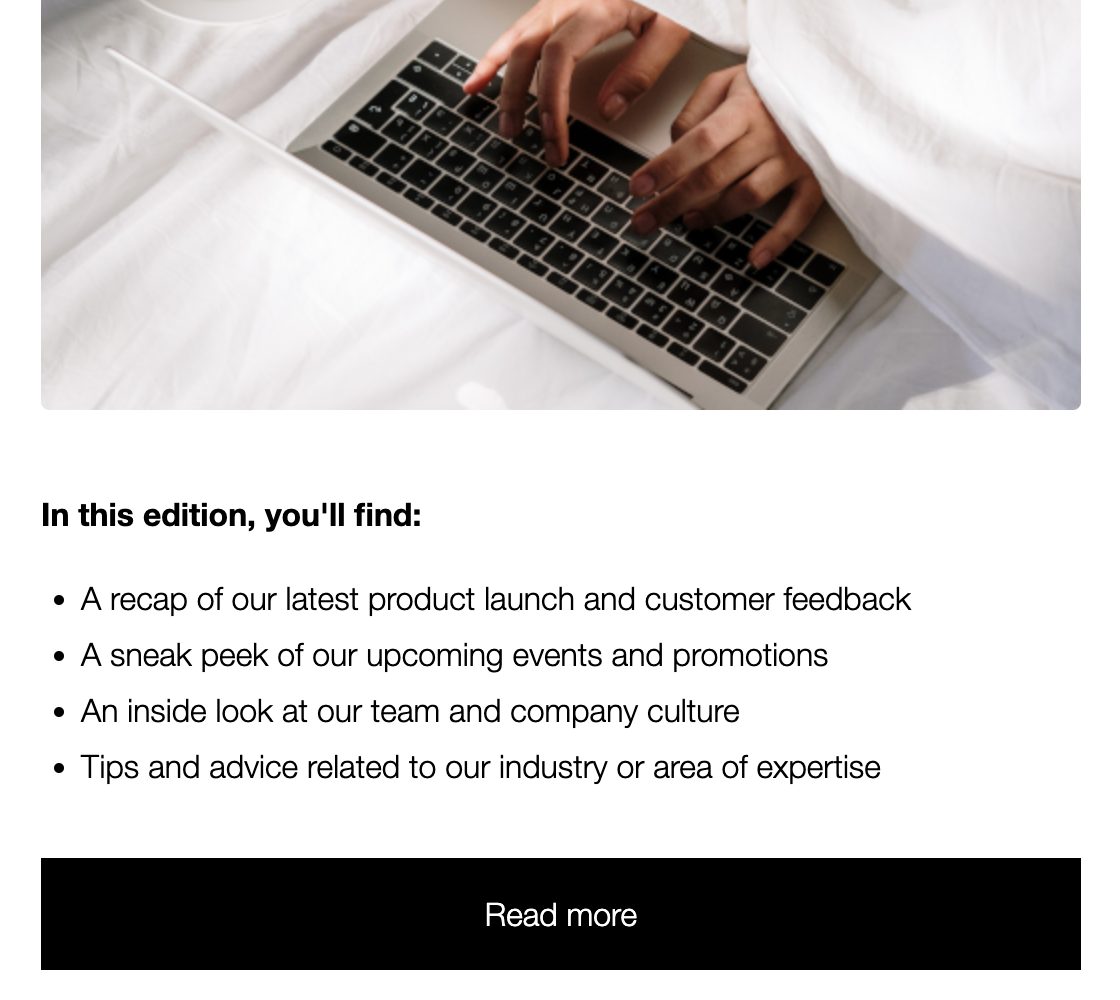 In this edition, you'll find:
A recap of our latest product launch and customer feedback
A sneak peek of our upcoming events and promotions
An inside look at our team and company culture
Tips and advice related to our industry or area of expertise
Read more